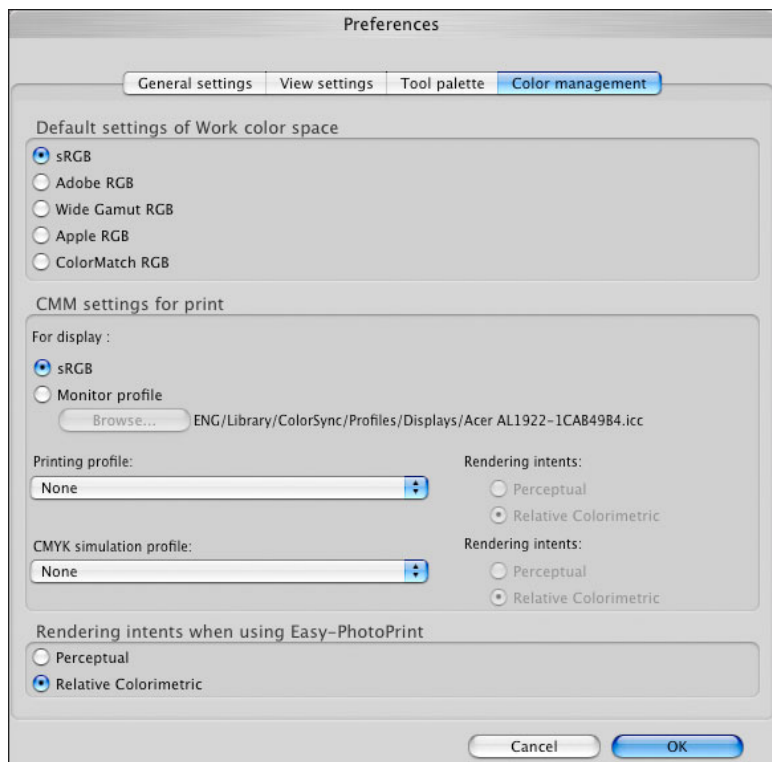 Preferences
General settings
View settings
Tool palette
Color management
Default settings of Work color space
sRGB
Adobe RGB
Wide Gamut RGB
Apple RGB
ColorMatch RGB
CMM settings for print
For display :
sRGB
Monitor profile
Browse... ENG/Library/ColorSync/Profiles/Displays/Acer AL1922-1CAB49B4.icc
Printing profile:
None
Rendering intents:
Perceptual
Relative Colorimetric
CMYK simulation profile:
None
Rendering intents:
Perceptual
Relative Colorimetric
Rendering intents when using Easy-PhotoPrint
Perceptual
Relative Colorimetric
Cancel
OK